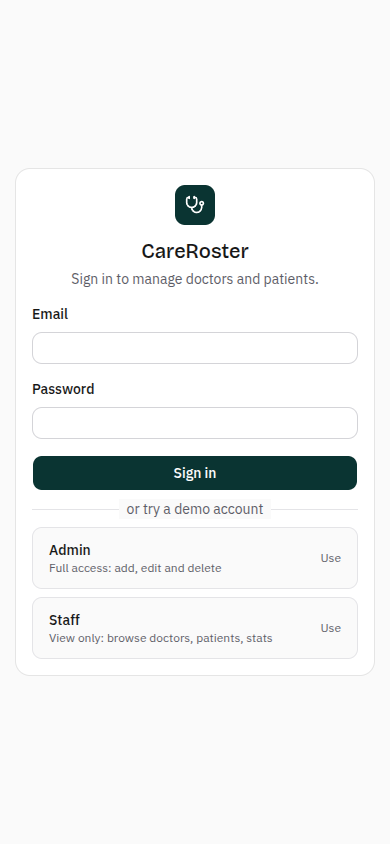 CareRoster
Sign in to manage doctors and patients.
Email
Password
Sign in
or try a demo account
Admin
Full access: add, edit and delete
Use
Staff
View only: browse doctors, patients, stats
Use